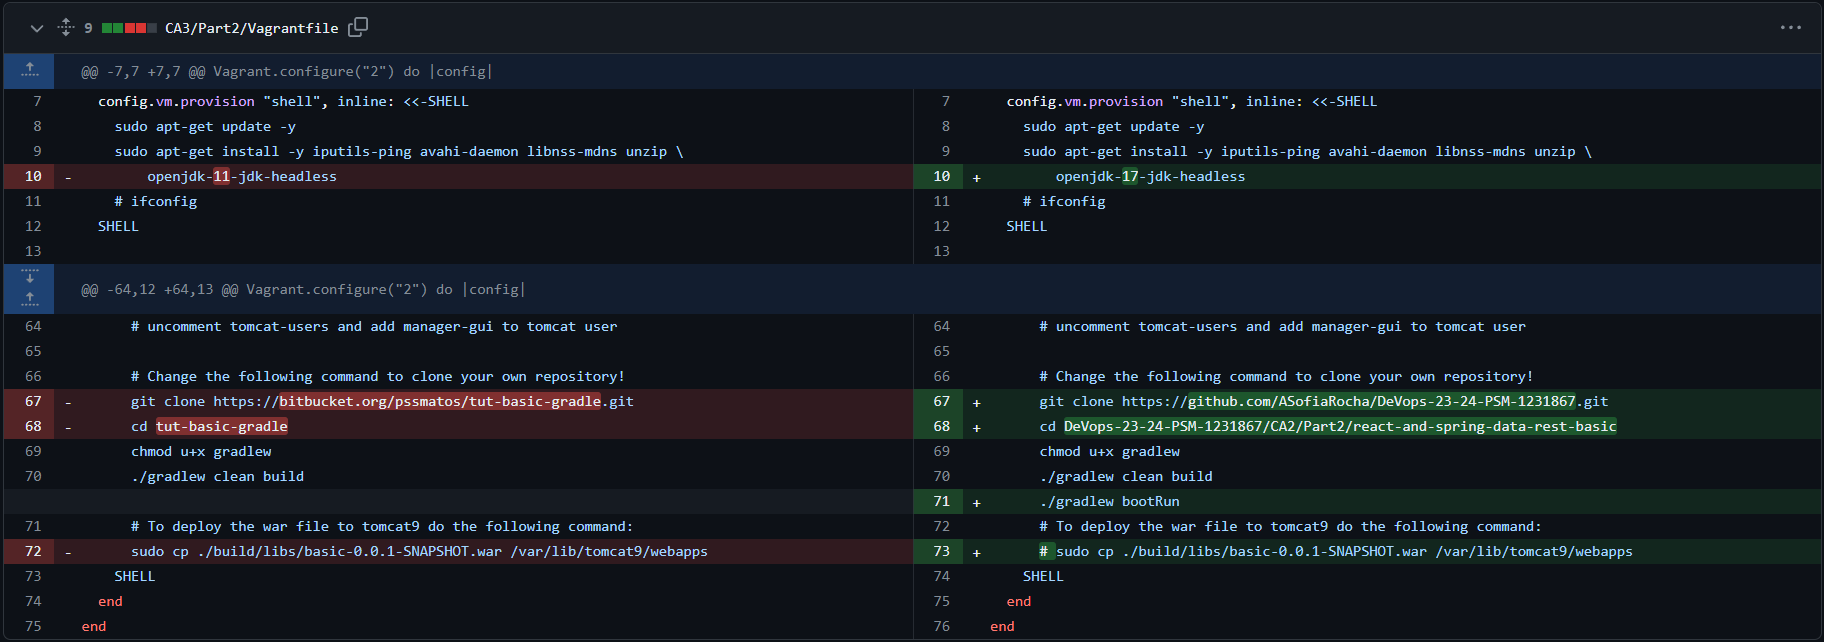 9 CA3/Part2/Vagrantfile
@@ -7,7 +7,7 @@ Vagrant.configure("2") do |config|
7 config.vm.provision "shell", inline: <<-SHELL
8 sudo apt-get update -y
9 sudo apt-get install -y iputils-ping avahi-daemon libnss-mdns unzip \
10 - openjdk-11-jdk-headless
11 # ifconfig
12 SHELL
13
7 config.vm.provision "shell", inline: <<-SHELL
8 sudo apt-get update -y
9 sudo apt-get install -y iputils-ping avahi-daemon libnss-mdns unzip \
10 + openjdk-17-jdk-headless
11 # ifconfig
12 SHELL
13
@@ -64,12 +64,13 @@ Vagrant.configure("2") do |config|
64 # uncomment tomcat-users and add manager-gui to tomcat user
65
66 # Change the following command to clone your own repository!
67 - git clone https://bitbucket.org/pssmatos/tut-basic-gradle.git
68 - cd tut-basic-gradle
69 chmod u+x gradlew
70 ./gradlew clean build
71 # To deploy the war file to tomcat9 do the following command:
72 - sudo cp ./build/libs/basic-0.0.1-SNAPSHOT.war /var/lib/tomcat9/webapps
73 SHELL
74 end
75 end
64 # uncomment tomcat-users and add manager-gui to tomcat user
65
66 # Change the following command to clone your own repository!
67 + git clone https://github.com/ASofiaRocha/DeVops-23-24-PSM-1231867.git
68 + cd DeVops-23-24-PSM-1231867/CA2/Part2/react-and-spring-data-rest-basic
69 chmod u+x gradlew
70 ./gradlew clean build
71 + ./gradlew bootRun
72 # To deploy the war file to tomcat9 do the following command:
73 + # sudo cp ./build/libs/basic-0.0.1-SNAPSHOT.war /var/lib/tomcat9/webapps
74 SHELL
75 end
76 end